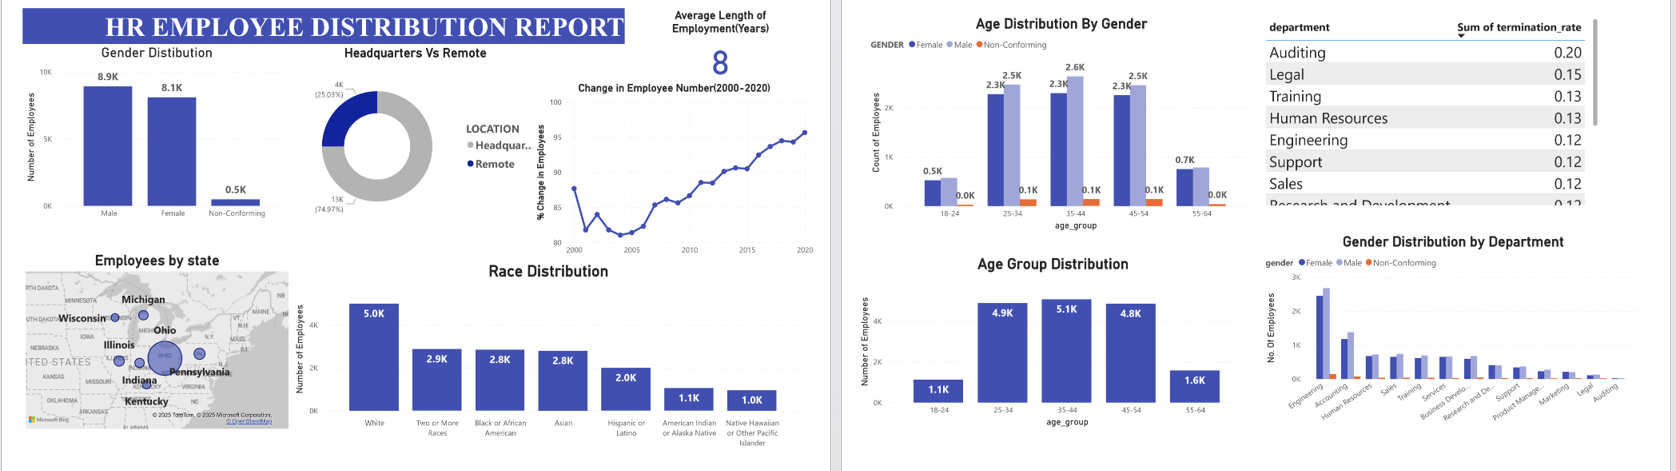 HR EMPLOYEE DISTRIBUTION REPORT
Average Length of
Employment(Years)
8
Gender Distibution
Number of Employees
10K
5K
0K
8.9K
8.1K
0.5K
Male
Female
Non-Conforming
Headquarters Vs Remote
4K
(25.03%)
13K
(74.97%)
LOCATION
Headquar...
Remote
Change in Employee Number(2000-2020)
% Change in Employees
100
95
90
85
80
2000
2005
2010
2015
2020
Employees by state
NORTH DAKOTA
MINNESOTA
Michigan
Wisconsin
Ohio
Illinois
Indiana
Pennsylvania
Kentucky
IOWA
NEBRASKA
UNITED STATES
KANSAS
MISSOURI
OKLAHOMA
ARKANSAS
VIRGINIA
N.Y.
VT.
N.H.
MASS.
MAINE
NB
Microsoft Bing
© 2025 TomTom, © 2025 Microsoft Corporation,
© OpenStreetMap
Race Distribution
Number of Employees
4K
2K
0K
5.0K
2.9K
2.8K
2.8K
2.0K
1.1K
1.0K
White
Two or More
Races
Black or African
American
Asian
Hispanic or
Latino
American Indian
or Alaska Native
Native Hawaiian
or Other Pacific
Islander
Age Distribution By Gender
GENDER Female Male Non-Conforming
Count of Employees
2K
1K
0K
0.5K
0.0K
2.3K
2.5K
0.1K
2.3K
2.6K
0.1K
2.3K
2.5K
0.1K
0.7K
0.0K
18-24
25-34
35-44
45-54
55-64
age_group
department Sum of termination_rate
Auditing 0.20
Legal 0.15
Training 0.13
Human Resources 0.13
Engineering 0.12
Support 0.12
Sales 0.12
Research and Development 0.12
Age Group Distribution
Number of Employees
4K
2K
0K
1.1K
4.9K
5.1K
4.8K
1.6K
18-24
25-34
35-44
45-54
55-64
age_group
Gender Distribution by Department
gender Female Male Non-Conforming
No. Of Employees
3K
2K
1K
0K
Engineering
Accounting
Human Resources
Sales
Training
Services
Business Develo...
Research and De...
Support
Product Manage...
Marketing
Legal
Auditing